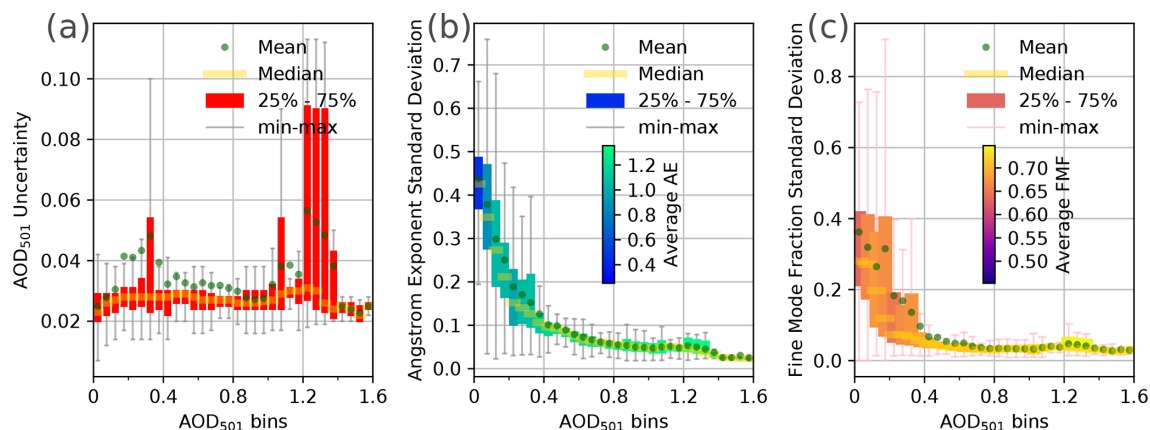 (a)
AOD501 Uncertainty
0.10
0.08
0.06
0.04
0.02
Mean
Median
25% - 75%
min-max
0 0.4 0.8 1.2 1.6
AOD501 bins
(b)
Angstrom Exponent Standard Deviation
0.7
0.6
0.5
0.4
0.3
0.2
0.1
0.0
Mean
Median
25% - 75%
min-max
1.2
1.0
0.8
0.6
0.4
Average AE
0 0.4 0.8 1.2 1.6
AOD501 bins
(c)
Fine Mode Fraction Standard Deviation
0.8
0.6
0.4
0.2
0.0
Mean
Median
25% - 75%
min-max
0.70
0.65
0.60
0.55
0.50
Average FMF
0 0.4 0.8 1.2 1.6
AOD501 bins